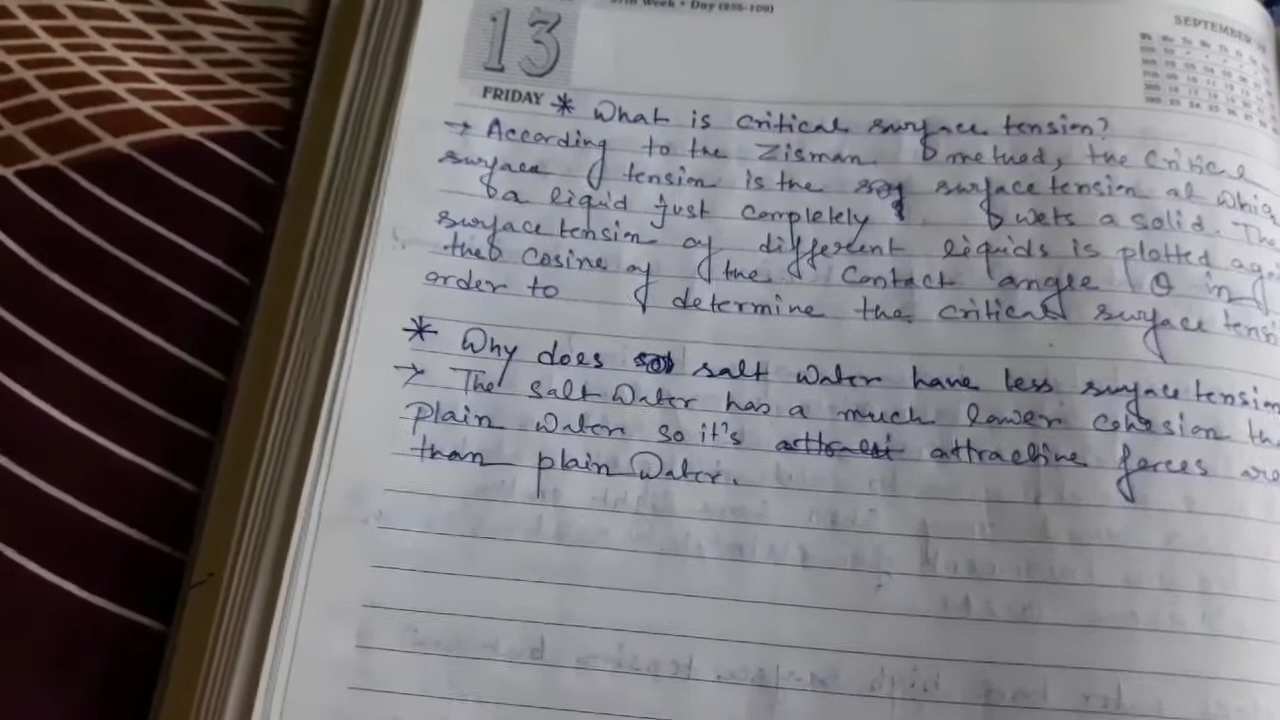 13
Day (256-109)
SEPTEMBER
FRIDAY
* What is critical surface tension?
→ According to the Zisman method, the critical
surface tension is the surface tension at
a liquid just completely wets a solid.
surface tension of different liquids is plotted
the cosine of the contact angle θ in
order to determine the critical surface
* Why does salt water have less surface tension
→ The salt water has a much lower cohesion
plain water so it's attractive forces are
than plain water.